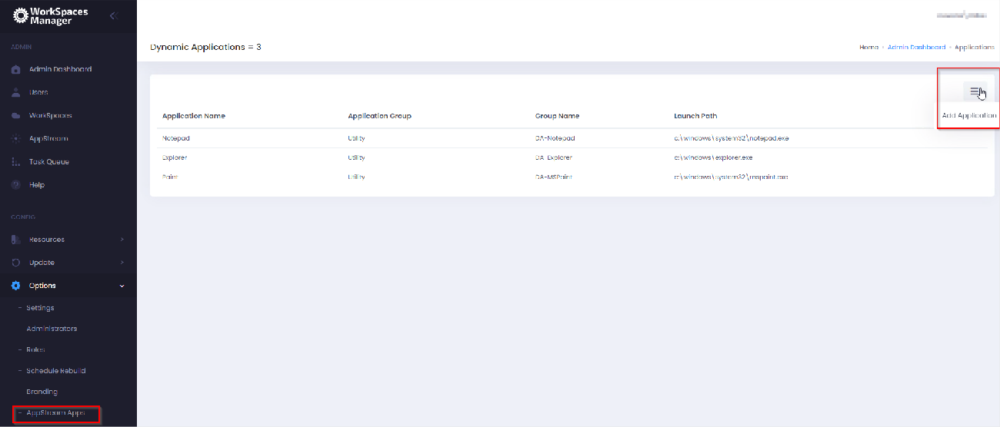 WorkSpaces
Manager
ADMIN
Admin Dashboard
Users
WorkSpaces
AppStream
Task Queue
Help
CONFIG
Resources
Update
Options
Settings
Administrators
Roles
Schedule Rebuild
Branding
AppStream Apps
Dynamic Applications = 3
Home • Admin Dashboard • Applications
Add Application
Application Name Application Group Group Name Launch Path
Notepad Utility DA-Notepad c:\windows\system32\notepad.exe
Explorer Utility DA-Explorer c:\windows\explorer.exe
Paint Utility DA-MSPaint c:\windows\system32\mspaint.exe